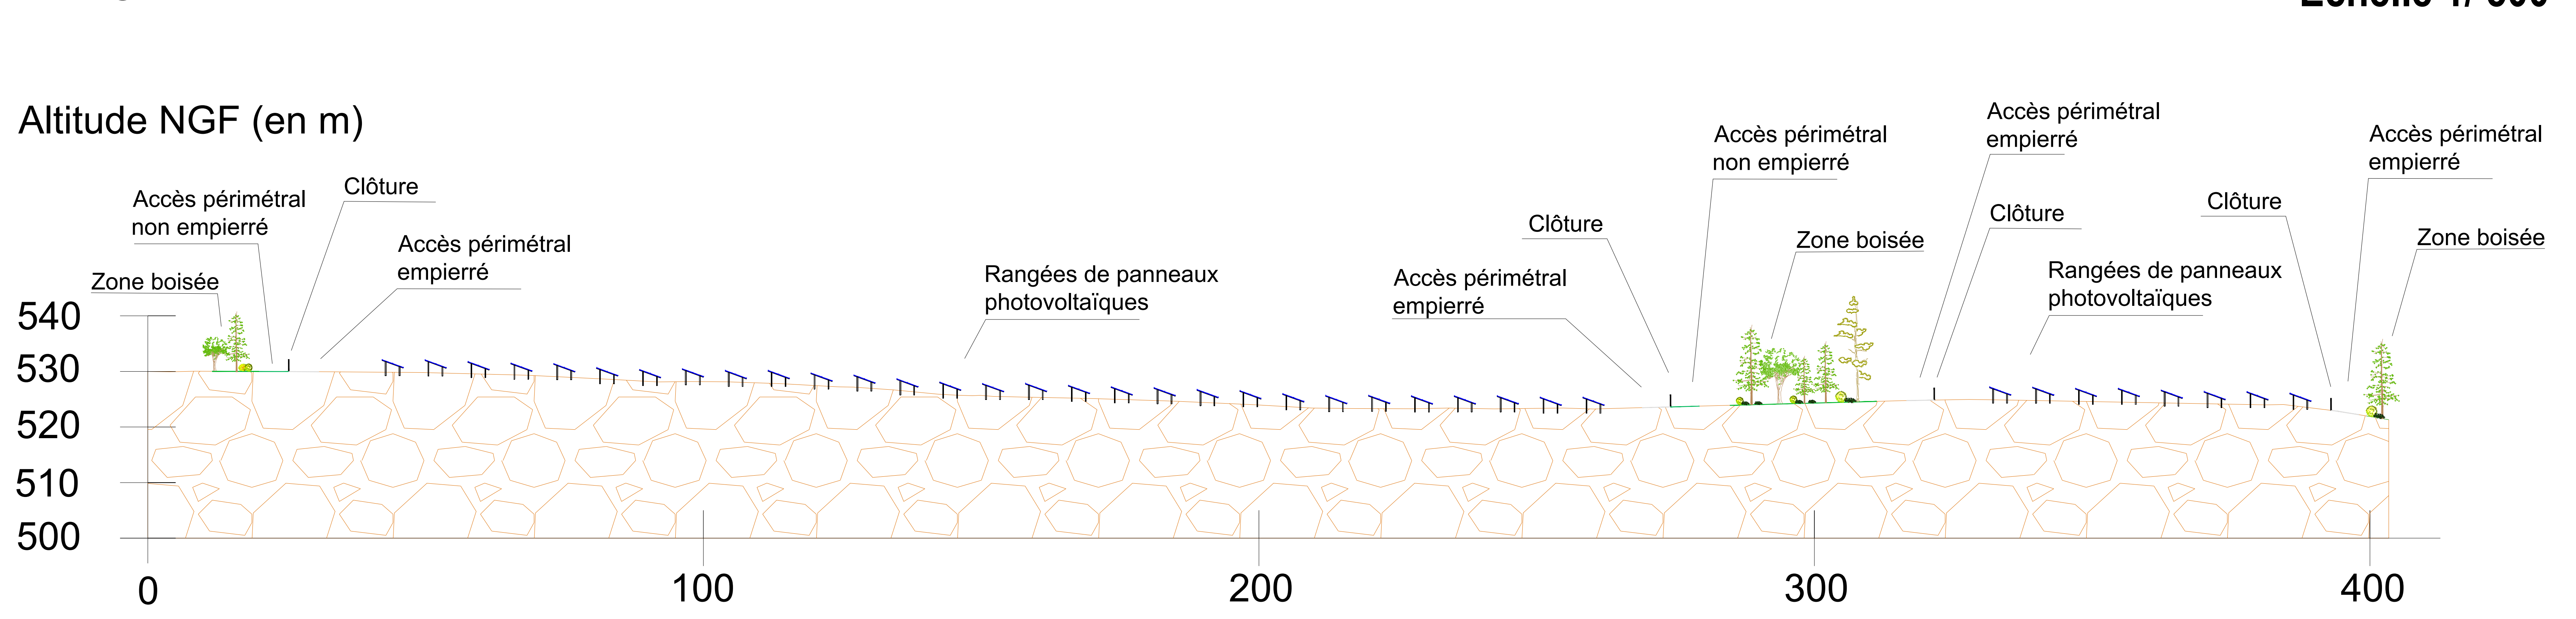 Altitude NGF (en m)
Accès périmétral
non empierré
Clôture
Zone boisée
Accès périmétral
empierré
Rangées de panneaux
photovoltaïques
Accès périmétral
empierré
Clôture
Accès périmétral
non empierré
Zone boisée
Accès périmétral
empierré
Clôture
Rangées de panneaux
photovoltaïques
Clôture
Accès périmétral
empierré
Zone boisée
540
530
520
510
500
0
100
200
300
400